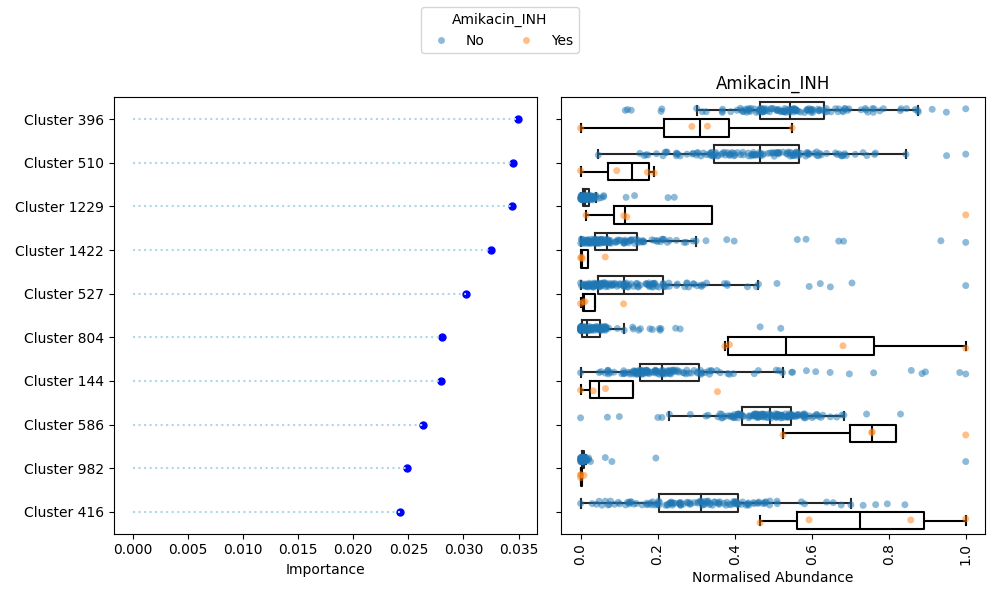 Amikacin_INH
No Yes
Amikacin_INH
Cluster 396
Cluster 510
Cluster 1229
Cluster 1422
Cluster 527
Cluster 804
Cluster 144
Cluster 586
Cluster 982
Cluster 416
0.000 0.005 0.010 0.015 0.020 0.025 0.030 0.035
Importance
0.0 0.2 0.4 0.6 0.8 1.0
Normalised Abundance